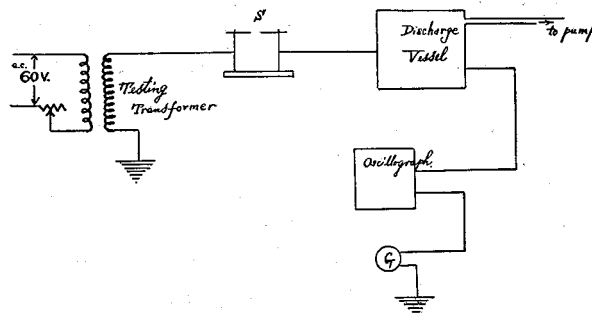 S
Discharge
Vessel
to pump
a.c.
60V.
Testing
Transformer
Oscillograph.
G